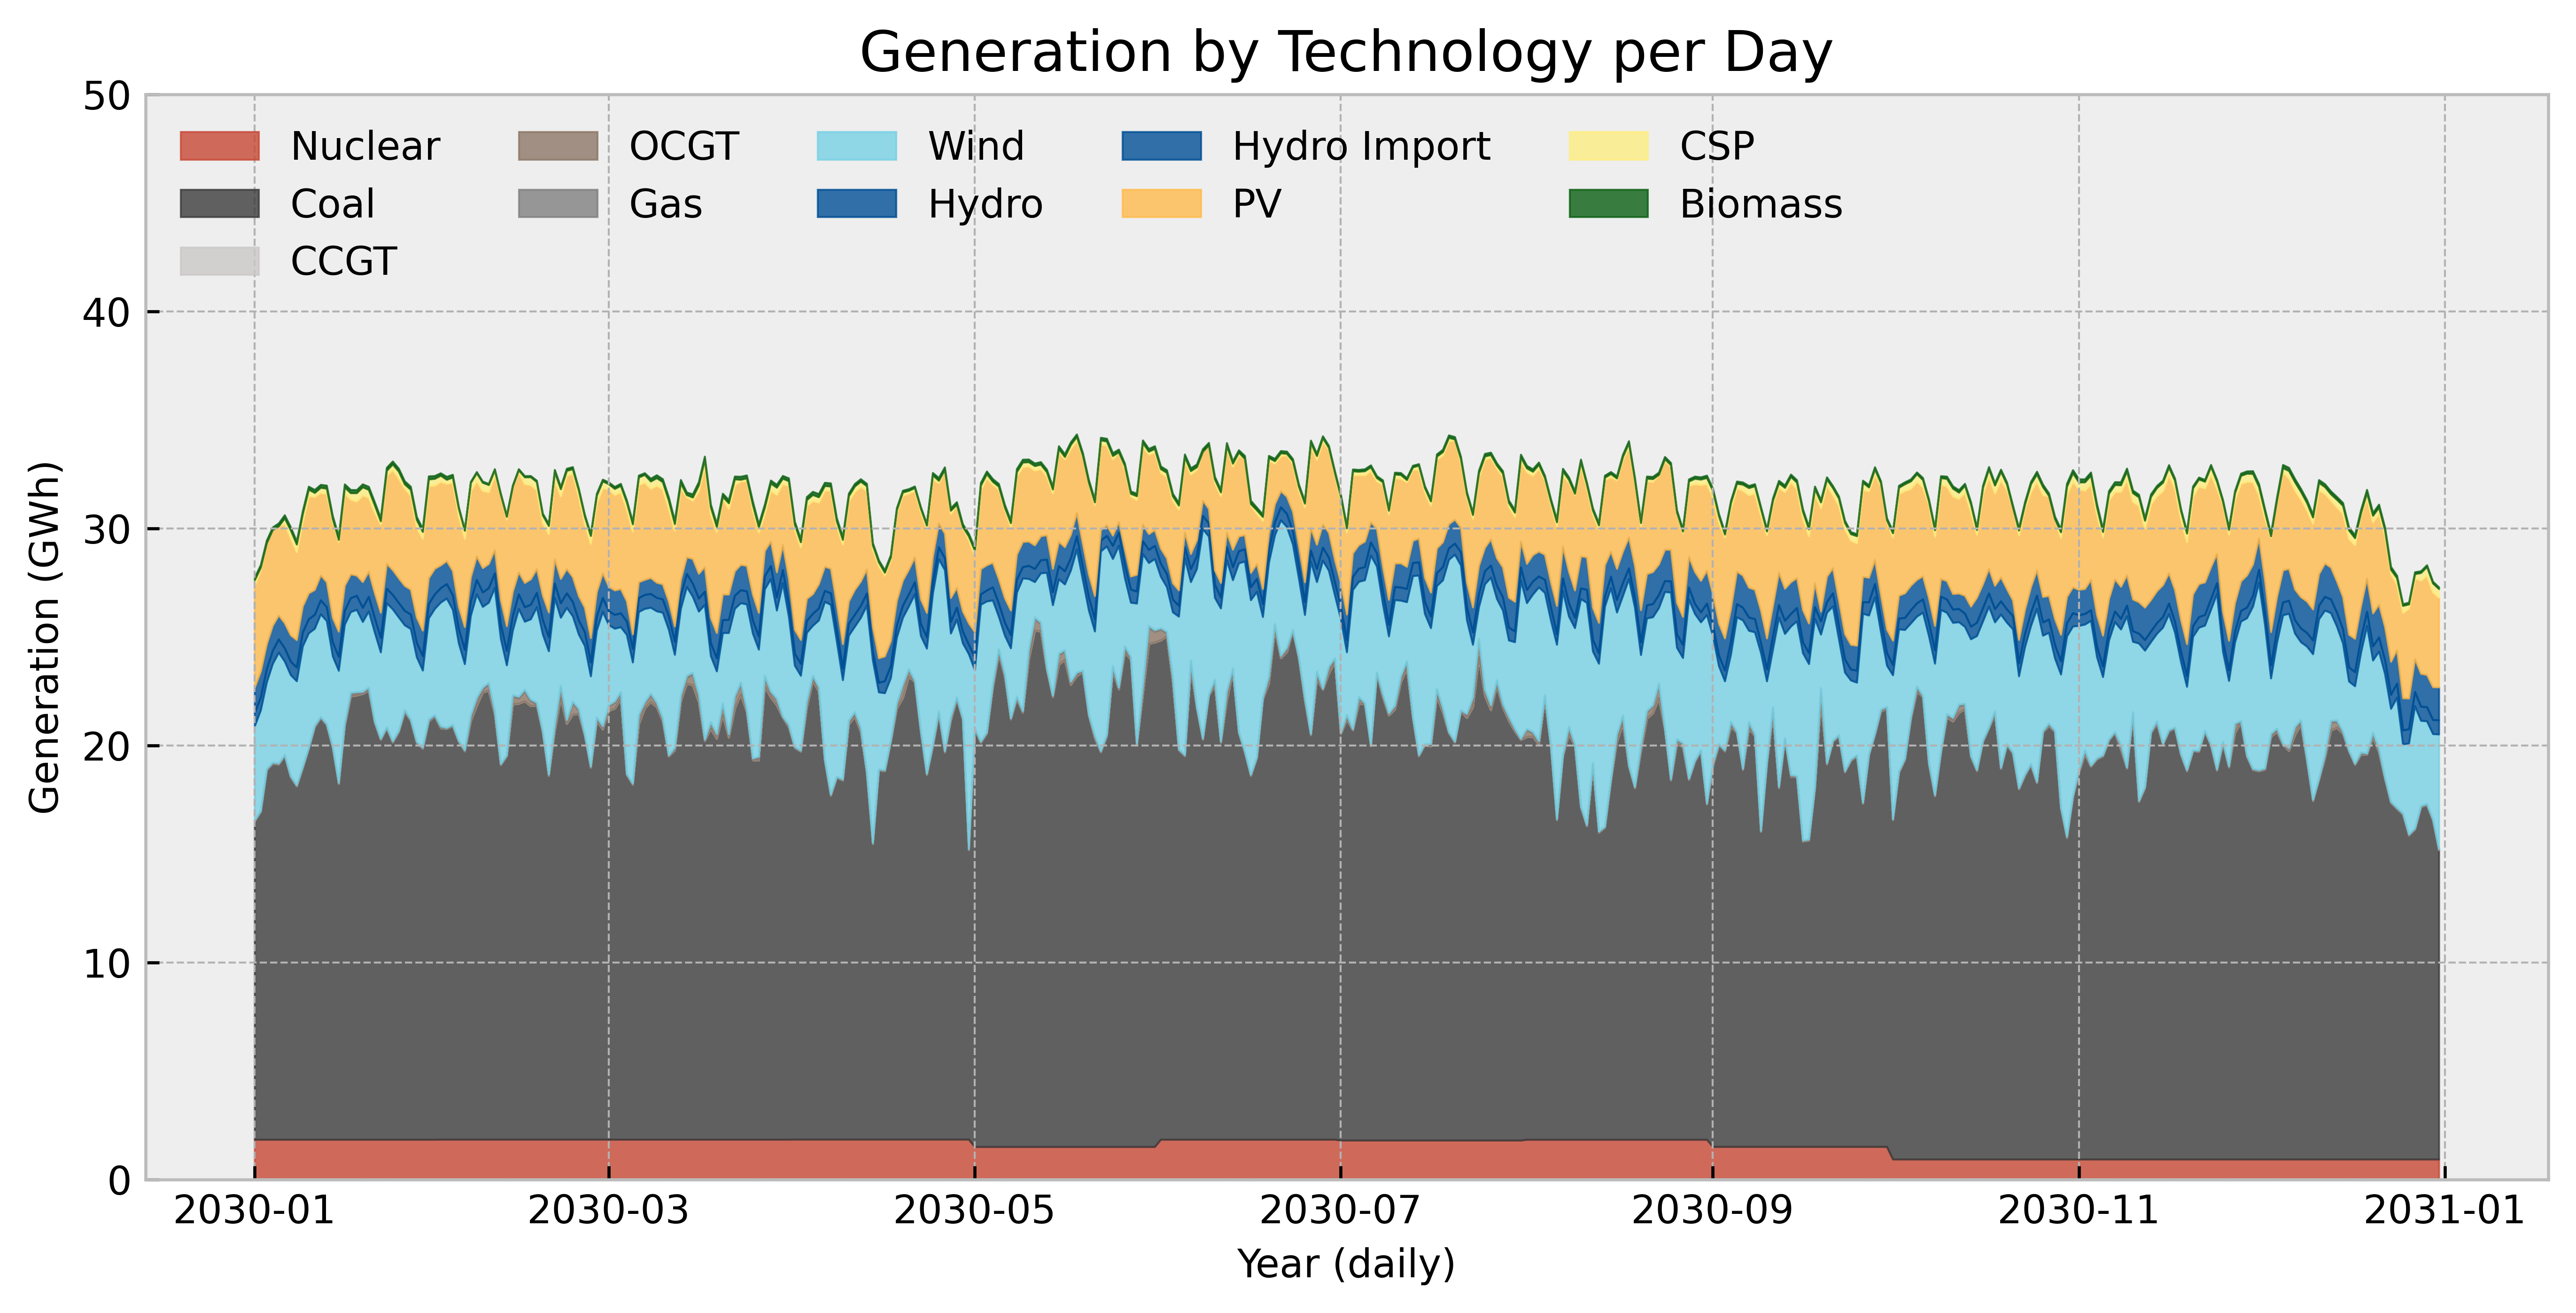 Generation by Technology per Day
50
40
30
20
10
0
Generation (GWh)
Nuclear
Coal
CCGT
OCGT
Gas
Wind
Hydro
Hydro Import
PV
CSP
Biomass
2030-01 2030-03 2030-05 2030-07 2030-09 2030-11 2031-01
Year (daily)